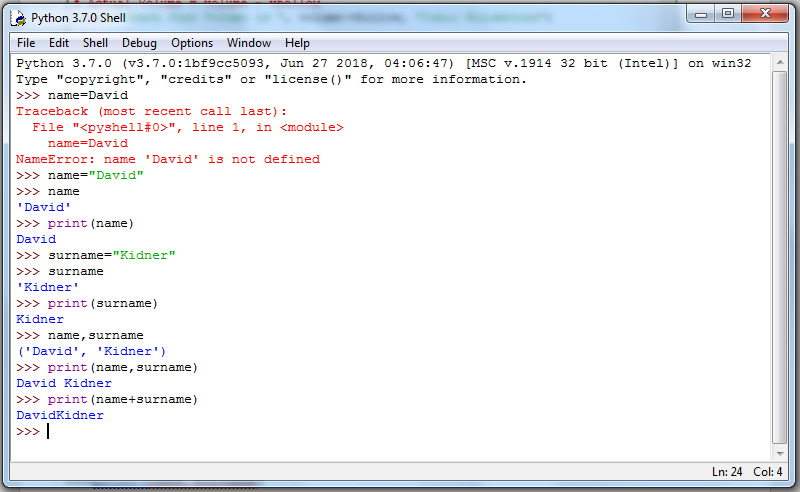 # Actual Volume = volume - vhollow
Python 3.7.0 Shell
File Edit Shell Debug Options Window Help
Python 3.7.0 (v3.7.0:1bf9cc5093, Jun 27 2018, 04:06:47) [MSC v.1914 32 bit (Intel)] on win32
Type "copyright", "credits" or "license()" for more information.
>>> name=David
Traceback (most recent call last):
  File "<pyshell#0>", line 1, in <module>
    name=David
NameError: name 'David' is not defined
>>> name="David"
>>> name
'David'
>>> print(name)
David
>>> surname="Kidner"
>>> surname
'Kidner'
>>> print(surname)
Kidner
>>> name,surname
('David', 'Kidner')
>>> print(name,surname)
David Kidner
>>> print(name+surname)
DavidKidner
>>>
Ln: 24 Col: 4